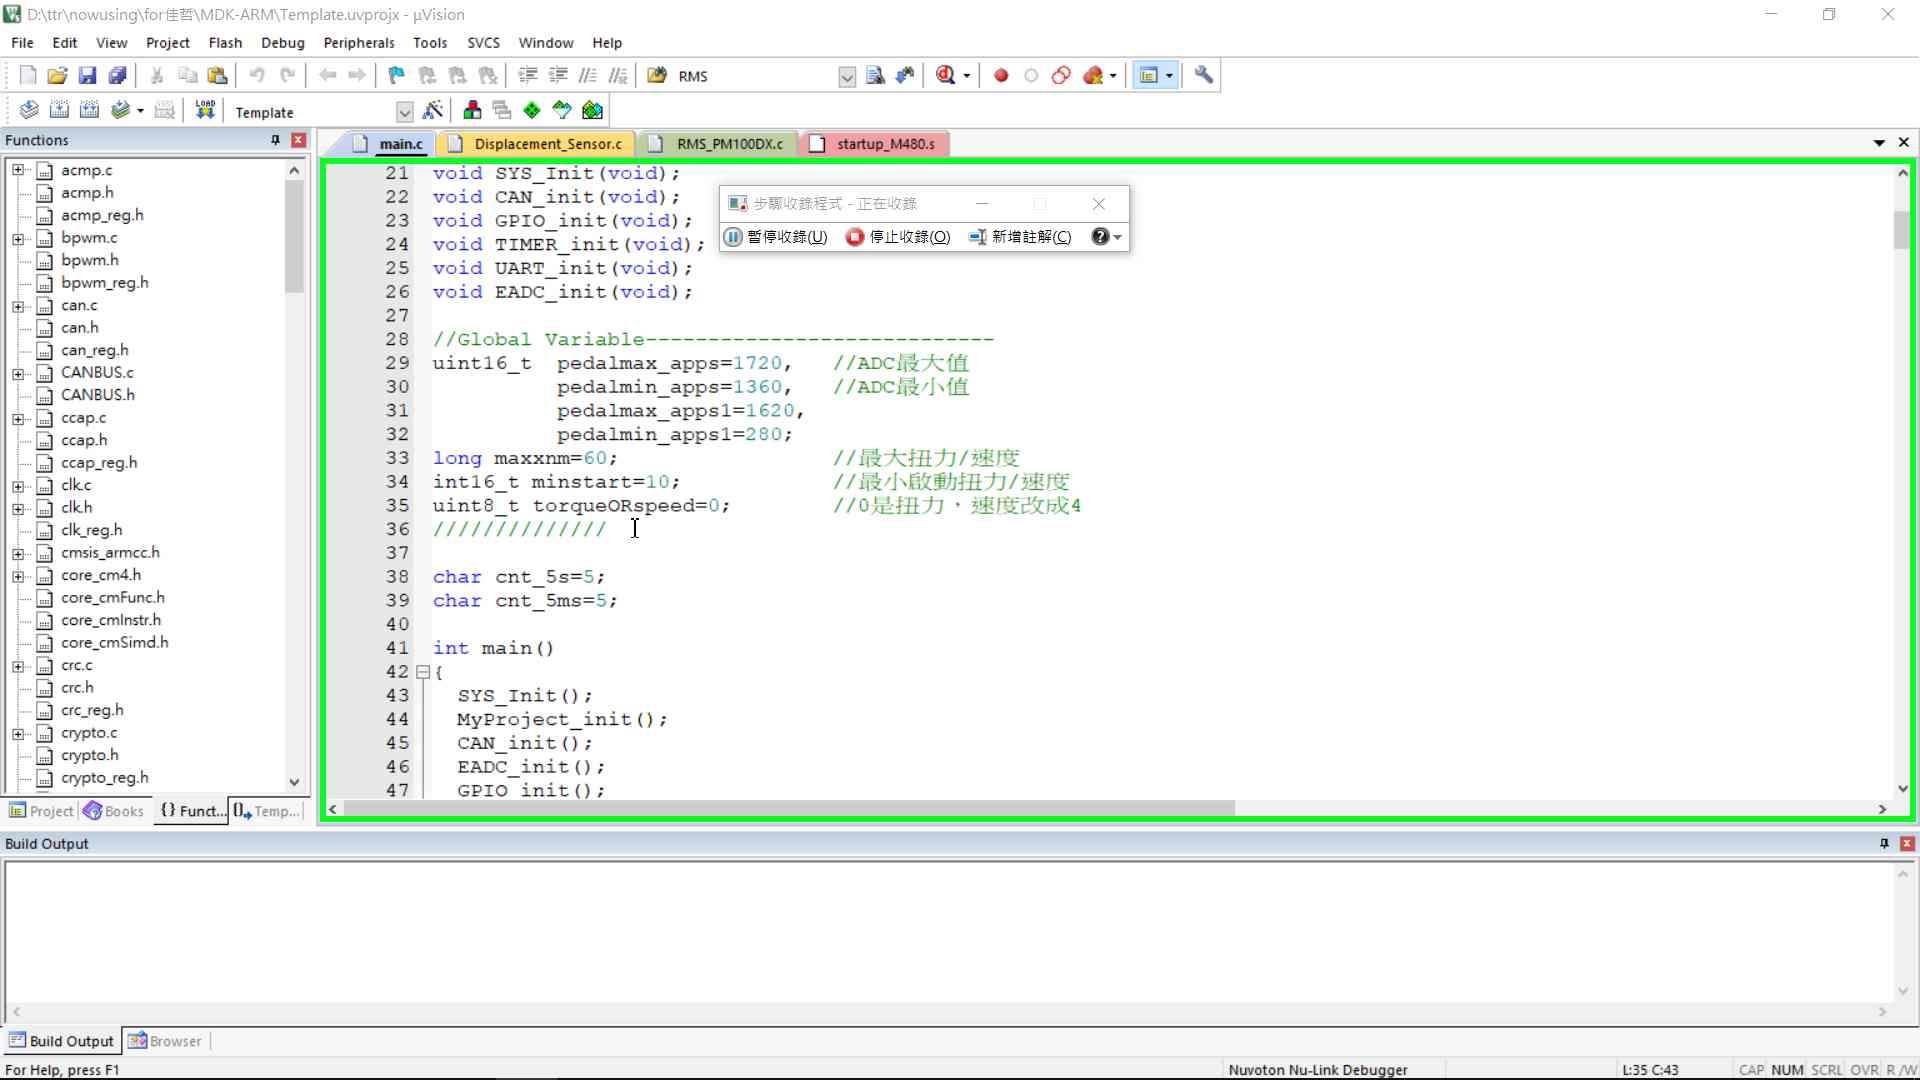 D:\ttr\nowusing\for佳哲\MDK-ARM\Template.uvprojx - µVision
File Edit View Project Flash Debug Peripherals Tools SVCS Window Help
RMS
LOAD Template
Functions
main.c Displacement_Sensor.c RMS_PM100DX.c startup_M480.s
acmp.c
acmp.h
acmp_reg.h
bpwm.c
bpwm.h
bpwm_reg.h
can.c
can.h
can_reg.h
CANBUS.c
CANBUS.h
ccap.c
ccap.h
ccap_reg.h
clk.c
clk.h
clk_reg.h
cmsis_armcc.h
core_cm4.h
core_cmFunc.h
core_cmInstr.h
core_cmSimd.h
crc.c
crc.h
crc_reg.h
crypto.c
crypto.h
crypto_reg.h
Project Books {} Funct... Temp...
21 void SYS_Init(void);
22 void CAN_init(void);
23 void GPIO_init(void);
24 void TIMER_init(void);
25 void UART_init(void);
26 void EADC_init(void);
27
28 //Global Variable----------------------------
29 uint16_t pedalmax_apps=1720, //ADC最大值
30 pedalmin_apps=1360, //ADC最小值
31 pedalmax_apps1=1620,
32 pedalmin_apps1=280;
33 long maxxnm=60; //最大扭力/速度
34 int16_t minstart=10; //最小啟動扭力/速度
35 uint8_t torqueORspeed=0; //0是扭力，速度改成4
36 //////////////
37
38 char cnt_5s=5;
39 char cnt_5ms=5;
40
41 int main()
42 {
43 SYS_Init();
44 MyProject_init();
45 CAN_init();
46 EADC_init();
47 GPIO_init();
步驟收錄程式 - 正在收錄
暫停收錄(U) 停止收錄(O) 新增註解(C)
Build Output
Build Output Browser
For Help, press F1 Nuvoton Nu-Link Debugger L:35 C:43 CAP NUM SCRL OVR R /W